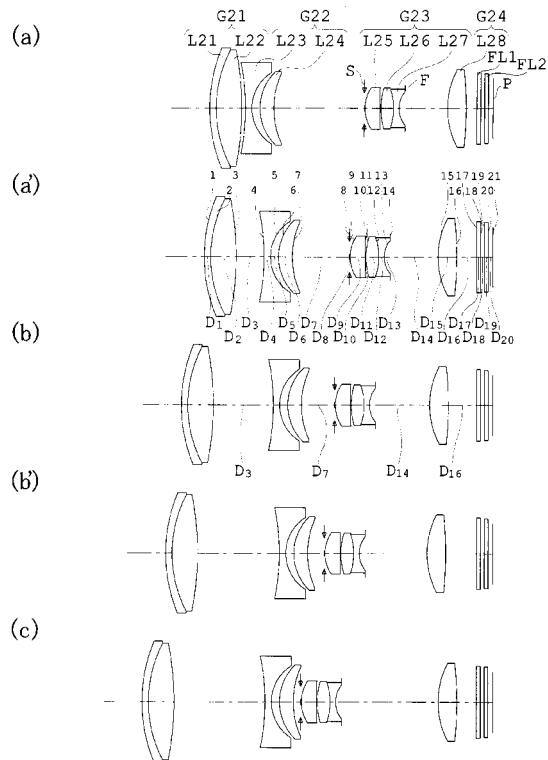 (a)
G21 G22 G23 G24
L21 L22 L23 L24 L25 L26 L27 L28
S F FL1 FL2 P
(a')
1 3 5 7 9 11 13 15 17 19 21
2 4 6 8 10 12 14 16 18 20
D1 D3 D5 D7 D9 D11 D13 D15 D17 D19
D2 D4 D6 D8 D10 D12 D14 D16 D18 D20
(b)
D3 D7 D14 D16
(b')
(c)